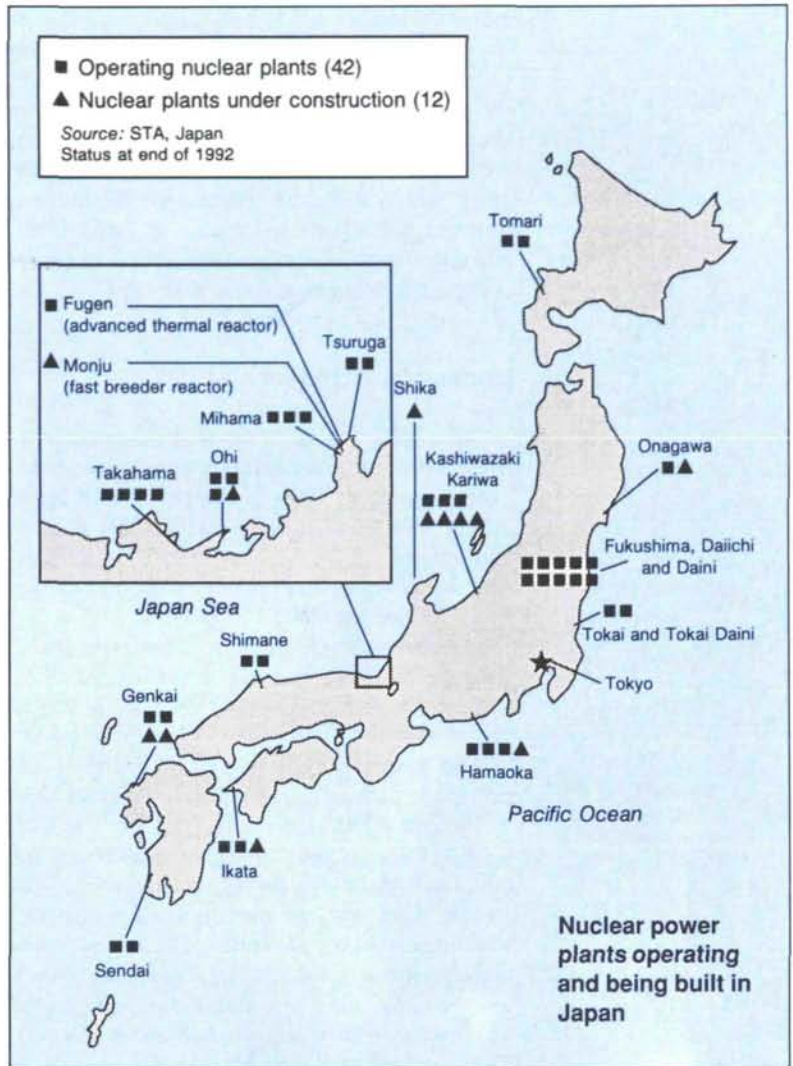 ■ Operating nuclear plants (42)
▲ Nuclear plants under construction (12)
Source: STA, Japan
Status at end of 1992
Tomari
Fugen
(advanced thermal reactor)
Tsuruga
Monju
(fast breeder reactor)
Mihama
Ohi
Takahama
Shika
Kashiwazaki
Kariwa
Onagawa
Fukushima, Daiichi
and Daini
Japan Sea
Tokai and Tokai Daini
Shimane
Tokyo
Genkai
Hamaoka
Pacific Ocean
Ikata
Sendai
Nuclear power
plants operating
and being built in
Japan